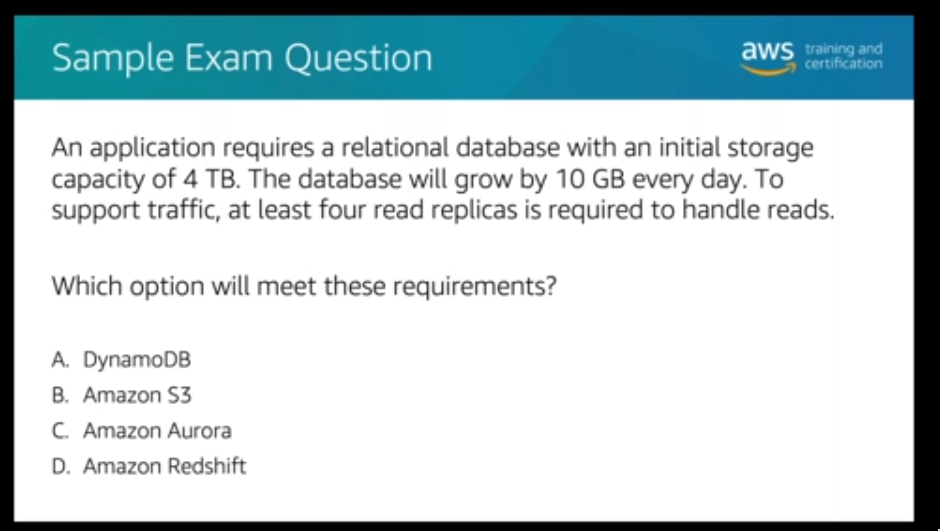 Sample Exam Question
aws training and
certification
An application requires a relational database with an initial storage
capacity of 4 TB. The database will grow by 10 GB every day. To
support traffic, at least four read replicas is required to handle reads.
Which option will meet these requirements?
A. DynamoDB
B. Amazon S3
C. Amazon Aurora
D. Amazon Redshift